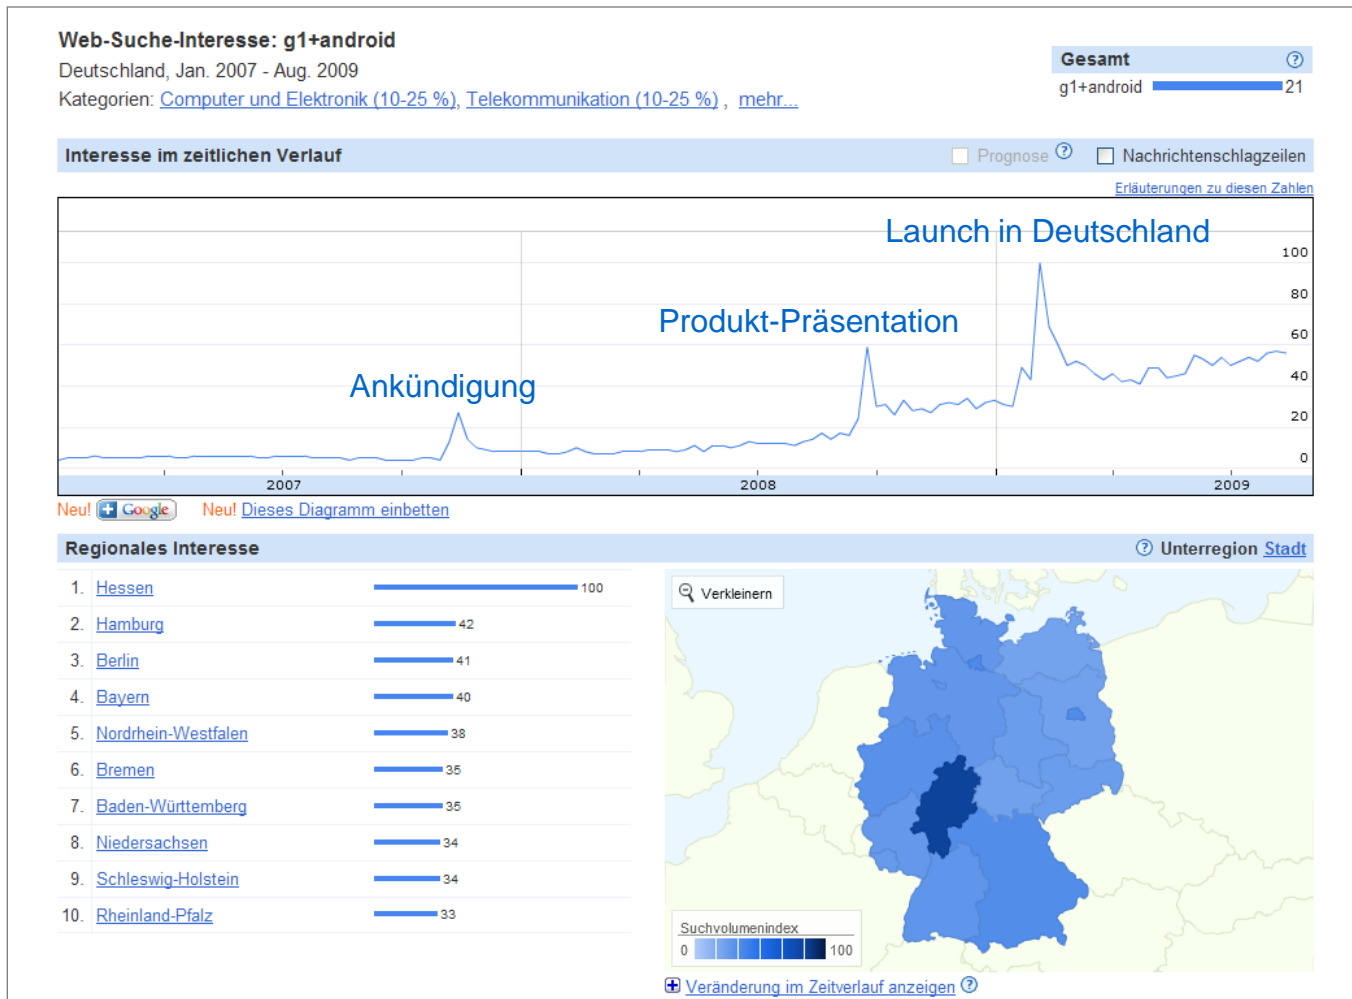 Web-Suche-Interesse: g1+android
Deutschland, Jan. 2007 - Aug. 2009
Kategorien: Computer und Elektronik (10-25 %), Telekommunikation (10-25 %) , mehr...
Gesamt ?
g1+android 21
Interesse im zeitlichen Verlauf
Prognose ? Nachrichtenschlagzeilen
Erläuterungen zu diesen Zahlen
Launch in Deutschland
Produkt-Präsentation
Ankündigung
100
80
60
40
20
0
2007 2008 2009
Neu! + Google Neu! Dieses Diagramm einbetten
Regionales Interesse
? Unterregion Stadt
1. Hessen 100
2. Hamburg 42
3. Berlin 41
4. Bayern 40
5. Nordrhein-Westfalen 38
6. Bremen 35
7. Baden-Württemberg 35
8. Niedersachsen 34
9. Schleswig-Holstein 34
10. Rheinland-Pfalz 33
Verkleinern
Suchvolumenindex
0 100
Veränderung im Zeitverlauf anzeigen ?